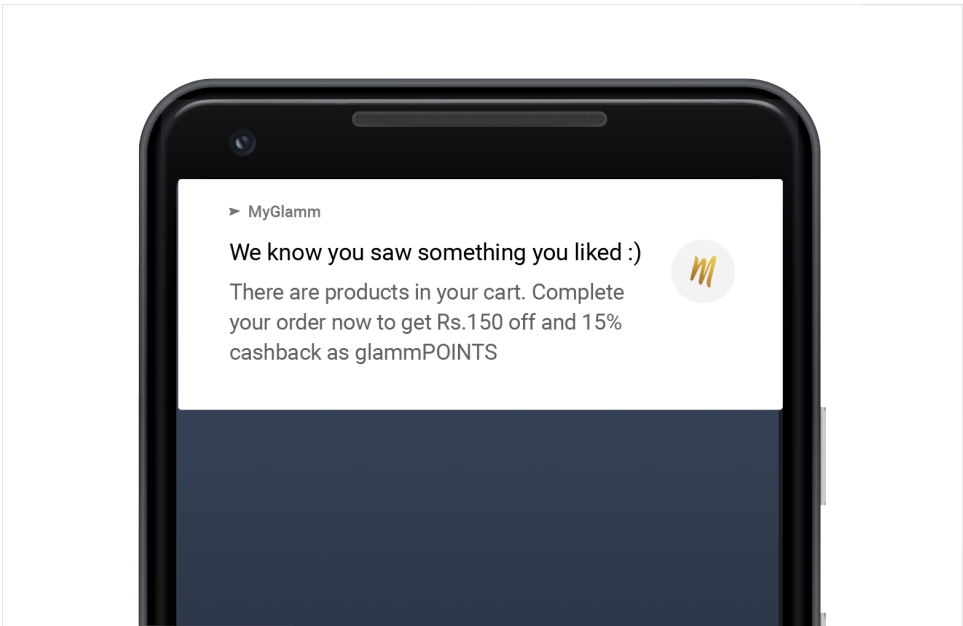 MyGlamm
We know you saw something you liked :)
There are products in your cart. Complete
your order now to get Rs.150 off and 15%
cashback as glammPOINTS
M